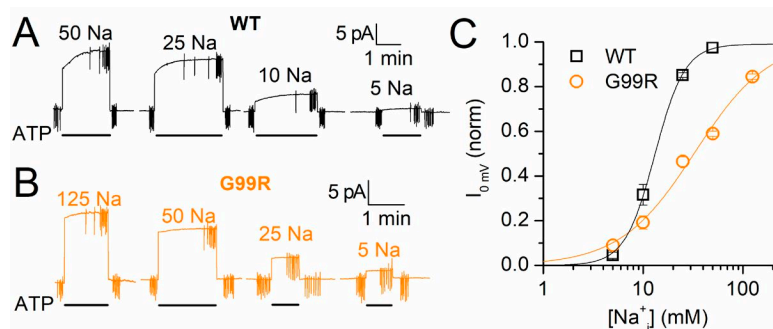 A
WT
50 Na
25 Na
10 Na
5 Na
5 pA
1 min
ATP
B
G99R
125 Na
50 Na
25 Na
5 Na
5 pA
1 min
ATP
C
WT
G99R
I0 mV (norm)
1.0
0.8
0.6
0.4
0.2
0.0
1
10
100
[Na+i] (mM)